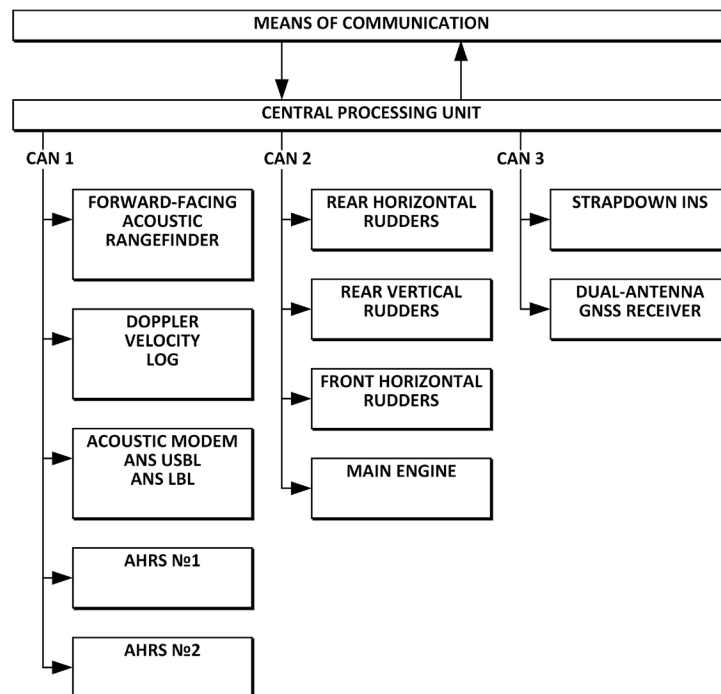 MEANS OF COMMUNICATION
CENTRAL PROCESSING UNIT
CAN 1
CAN 2
CAN 3
FORWARD-FACING
ACOUSTIC
RANGEFINDER
DOPPLER
VELOCITY
LOG
ACOUSTIC MODEM
ANS USBL
ANS LBL
AHRS №1
AHRS №2
REAR HORIZONTAL
RUDDERS
REAR VERTICAL
RUDDERS
FRONT HORIZONTAL
RUDDERS
MAIN ENGINE
STRAPDOWN INS
DUAL-ANTENNA
GNSS RECEIVER